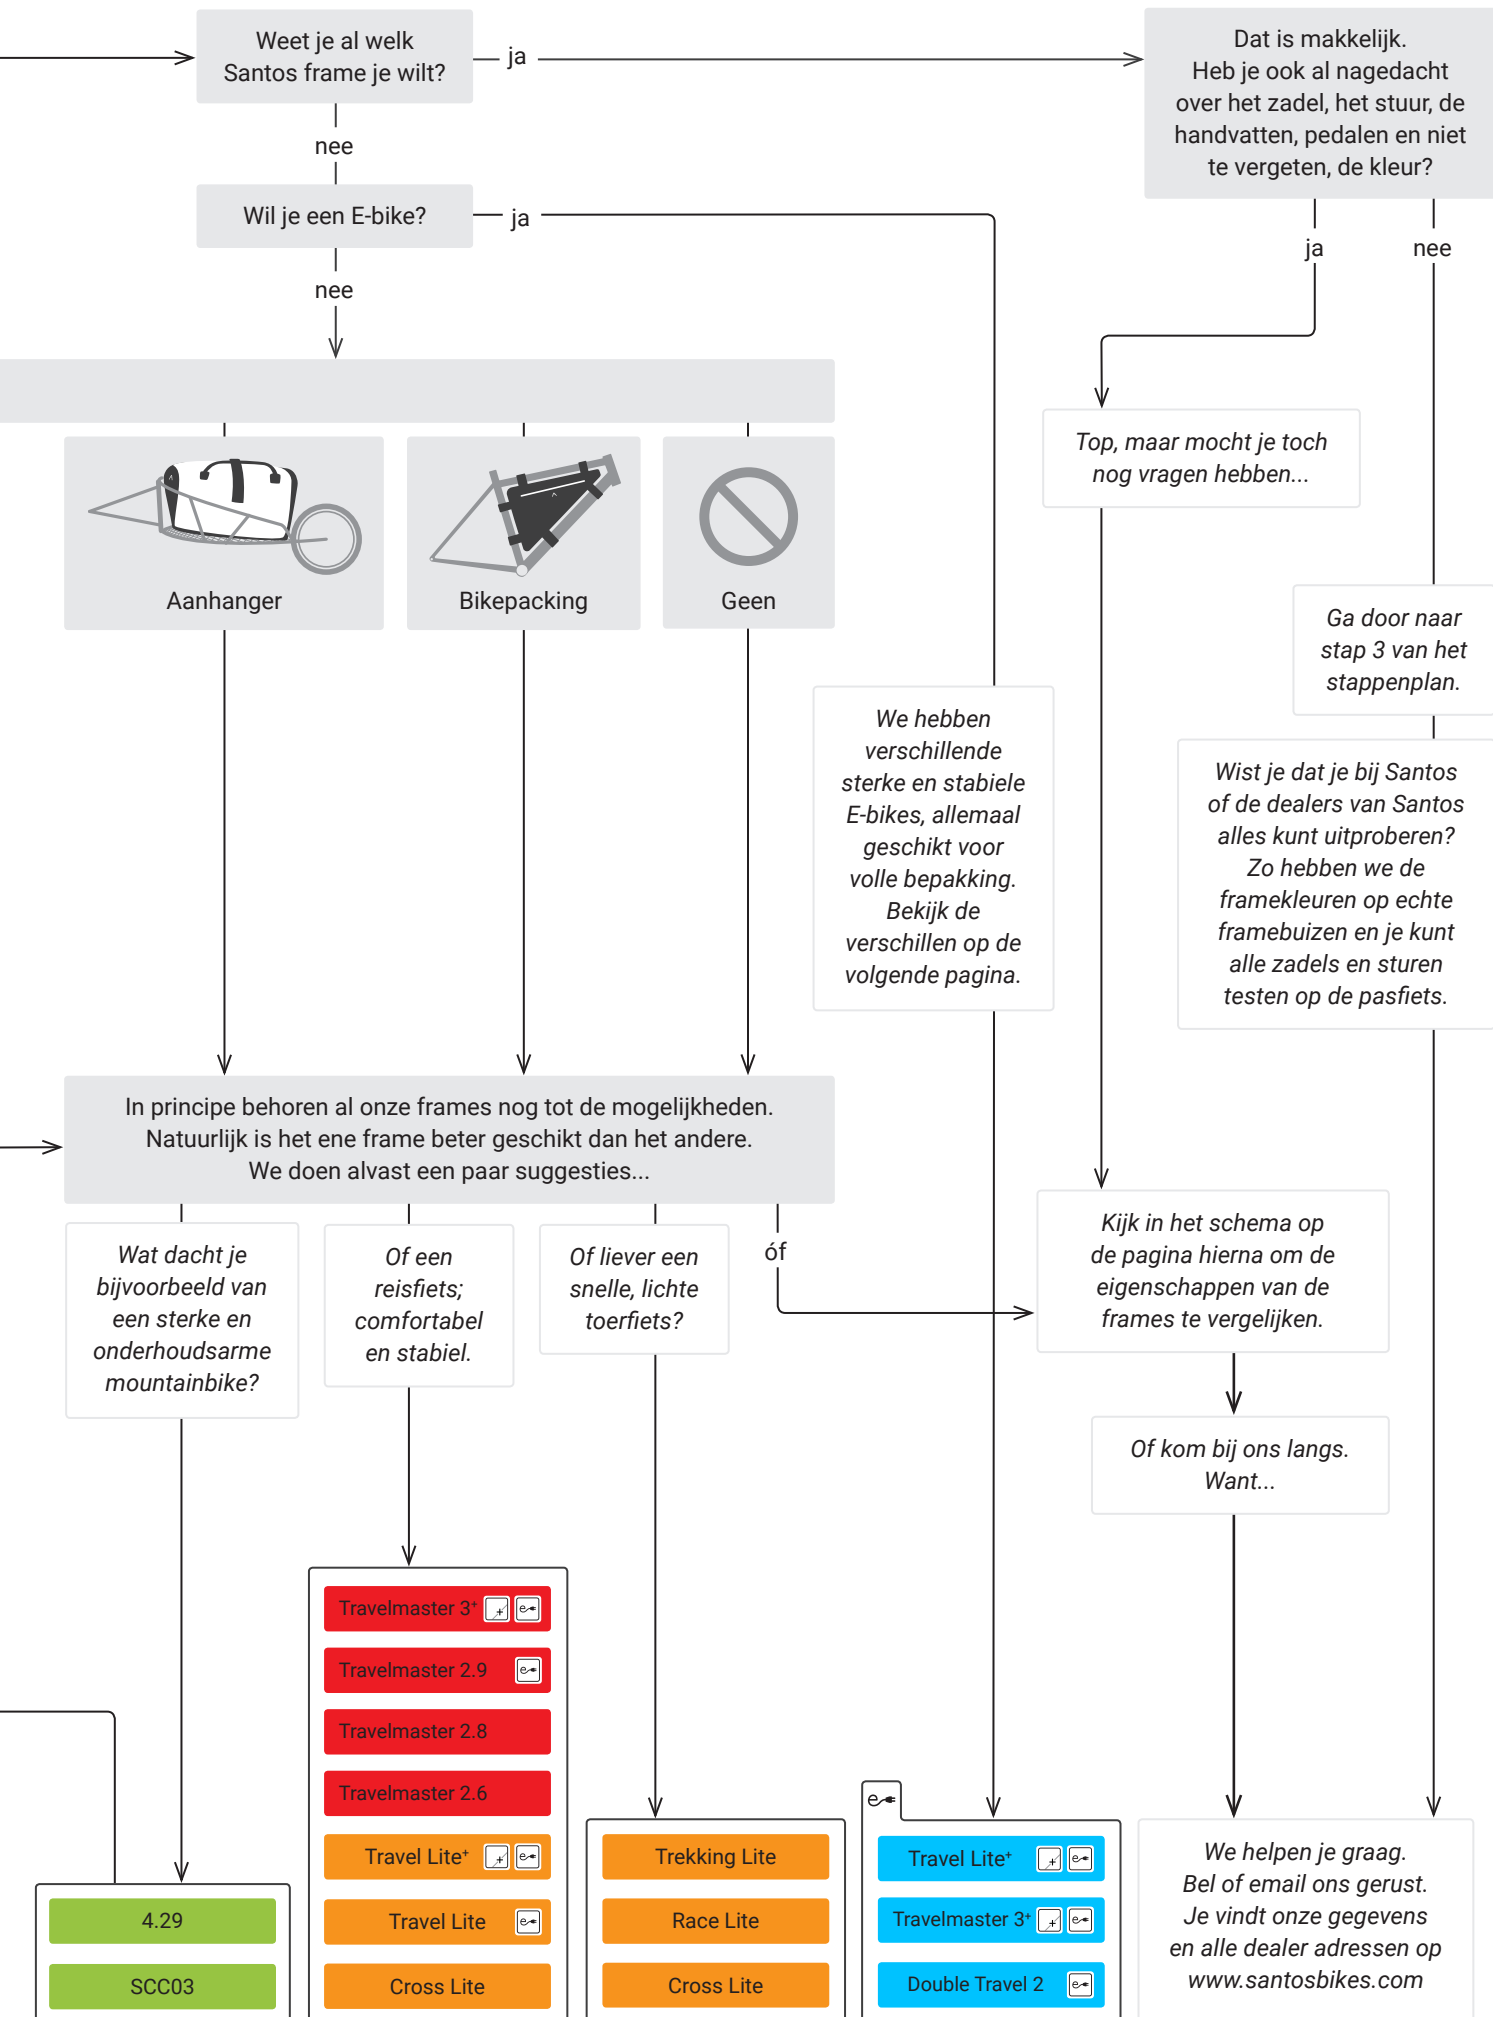 Weet je al welk
Santos frame je wilt?
ja
Dat is makkelijk.
Heb je ook al nagedacht
over het zadel, het stuur, de
handvatten, pedalen en niet
te vergeten, de kleur?
nee
Wil je een E-bike?
ja
ja
nee
nee
Top, maar mocht je toch
nog vragen hebben...
Aanhanger
Bikepacking
Geen
Ga door naar
stap 3 van het
stappenplan.
We hebben
verschillende
sterke en stabiele
E-bikes, allemaal
geschikt voor
volle bepakking.
Bekijk de
verschillen op de
volgende pagina.
Wist je dat je bij Santos
of de dealers van Santos
alles kunt uitproberen?
Zo hebben we de
framekleuren op echte
framebuizen en je kunt
alle zadels en sturen
testen op de pasfiets.
In principe behoren al onze frames nog tot de mogelijkheden.
Natuurlijk is het ene frame beter geschikt dan het andere.
We doen alvast een paar suggesties...
Wat dacht je
bijvoorbeeld van
een sterke en
onderhoudsarme
mountainbike?
Of een
reisfiets;
comfortabel
en stabiel.
Of liever een
snelle, lichte
toerfiets?
óf
Kijk in het schema op
de pagina hierna om de
eigenschappen van de
frames te vergelijken.
Of kom bij ons langs.
Want...
4.29
SCC03
Travelmaster 3+ + e
Travelmaster 2.9 e
Travelmaster 2.8
Travelmaster 2.6
Travel Lite+ + e
Travel Lite e
Cross Lite
Trekking Lite
Race Lite
Cross Lite
e
Travel Lite+ + e
Travelmaster 3+ + e
Double Travel 2 e
We helpen je graag.
Bel of email ons gerust.
Je vindt onze gegevens
en alle dealer adressen op
www.santosbikes.com